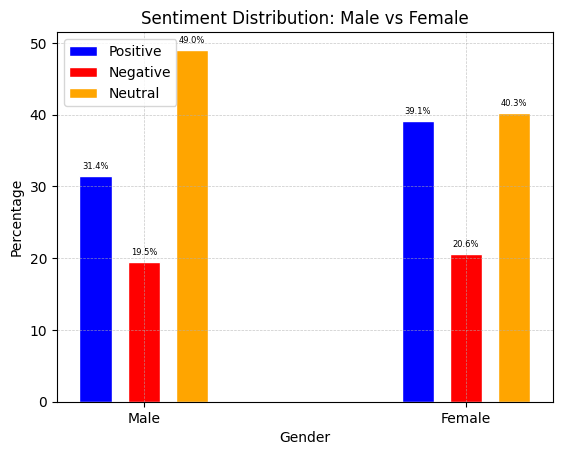 Sentiment Distribution: Male vs Female
Positive
Negative
Neutral
50
40
30
20
10
0
Percentage
31.4%
19.5%
49.0%
39.1%
20.6%
40.3%
Male
Female
Gender